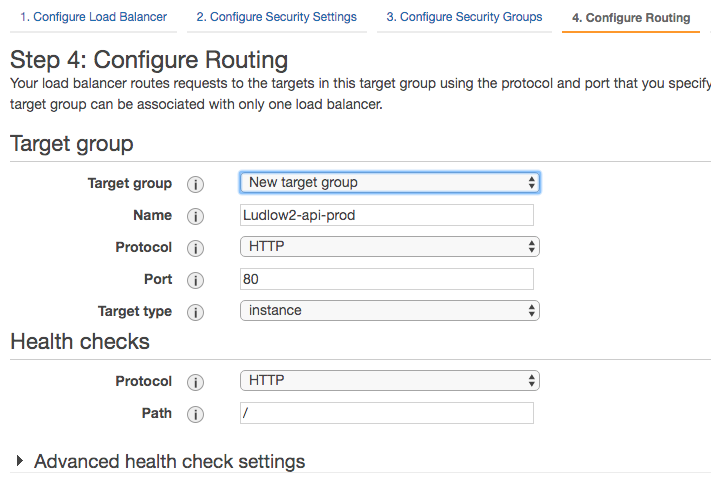 1. Configure Load Balancer 2. Configure Security Settings 3. Configure Security Groups 4. Configure Routing
Step 4: Configure Routing
Your load balancer routes requests to the targets in this target group using the protocol and port that you specify
target group can be associated with only one load balancer.
Target group
Target group i New target group
Name i Ludlow2-api-prod
Protocol i HTTP
Port i 80
Target type i instance
Health checks
Protocol i HTTP
Path i /
Advanced health check settings